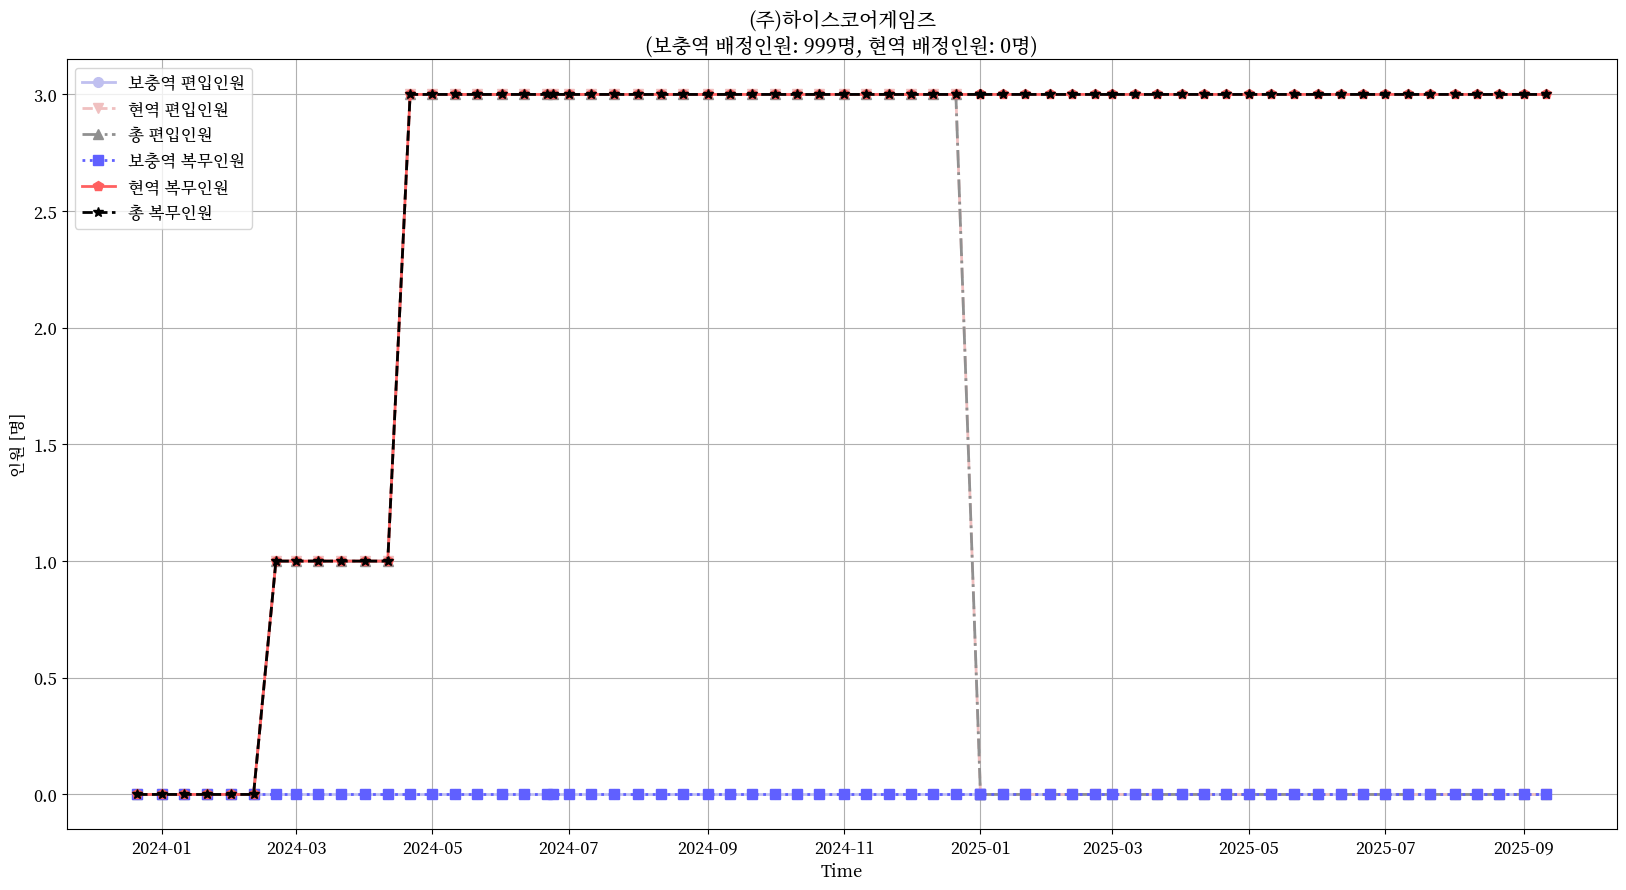 (주)하이스코어게임즈
(보충역 배정인원: 999명, 현역 배정인원: 0명)
보충역 편입인원
현역 편입인원
총 편입인원
보충역 복무인원
현역 복무인원
총 복무인원
인원 [명]
3.0
2.5
2.0
1.5
1.0
0.5
0.0
2024-01
2024-03
2024-05
2024-07
2024-09
2024-11
2025-01
2025-03
2025-05
2025-07
2025-09
Time